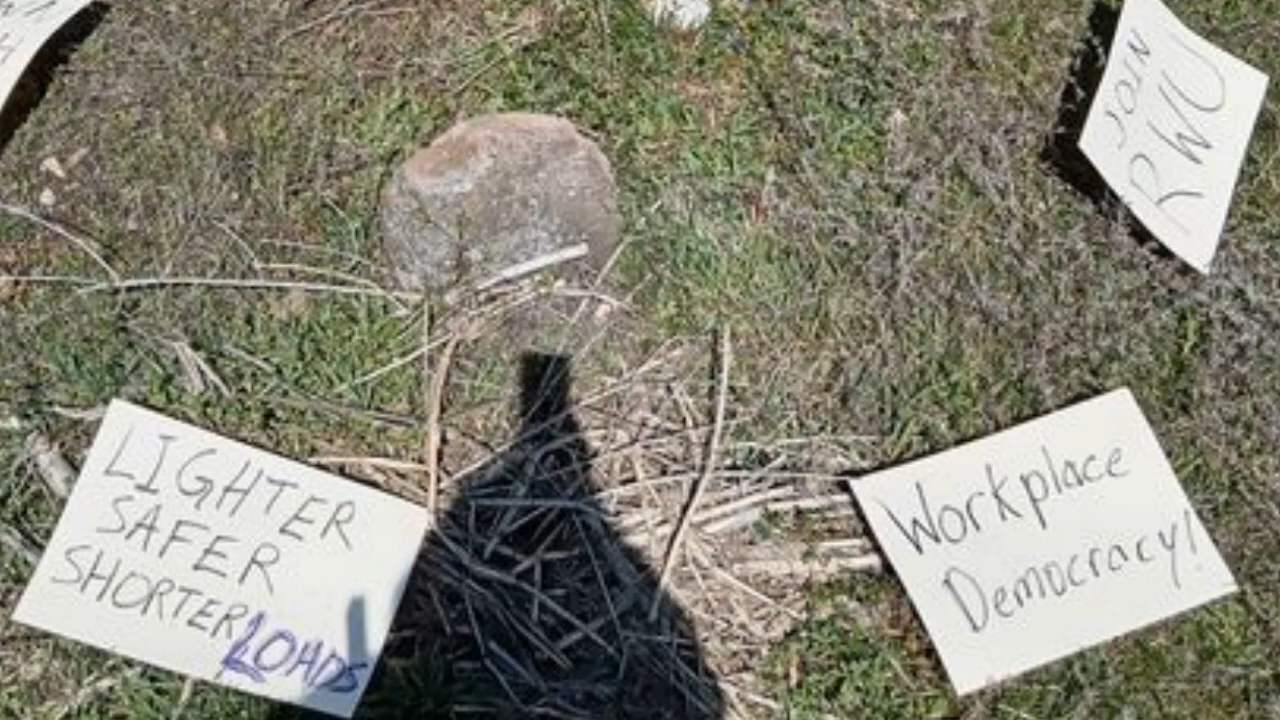 JOIN
RWU
LIGHTER
SAFER
SHORTER LOADS
Workplace
Democracy!